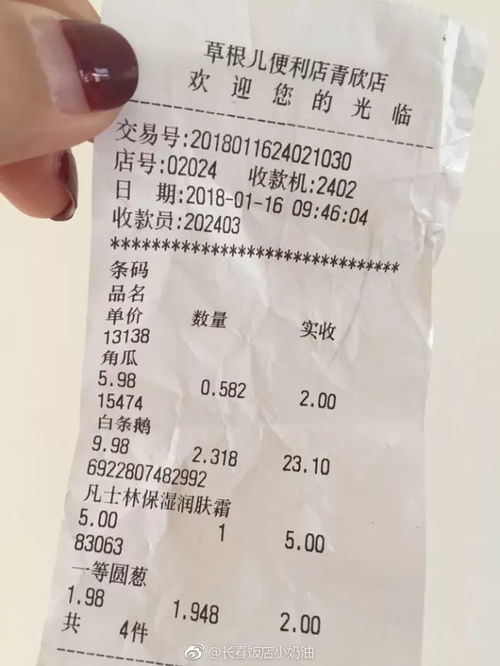 草根儿便利店青欣店
欢迎您的光临
交易号:2018011624021030
店号:02024 收款机:2402
日 期:2018-01-16 09:46:04
收款员:202403
******************************
条码
品名
单价 数量 实收
13138
角瓜
5.98 0.582 2.00
15474
白条鹅
9.98 2.318 23.10
6922807482992
凡士林保湿润肤霜
5.00 1 5.00
83063
一等圆葱
1.98 1.948 2.00
共 4件
@长春饭店小奶油